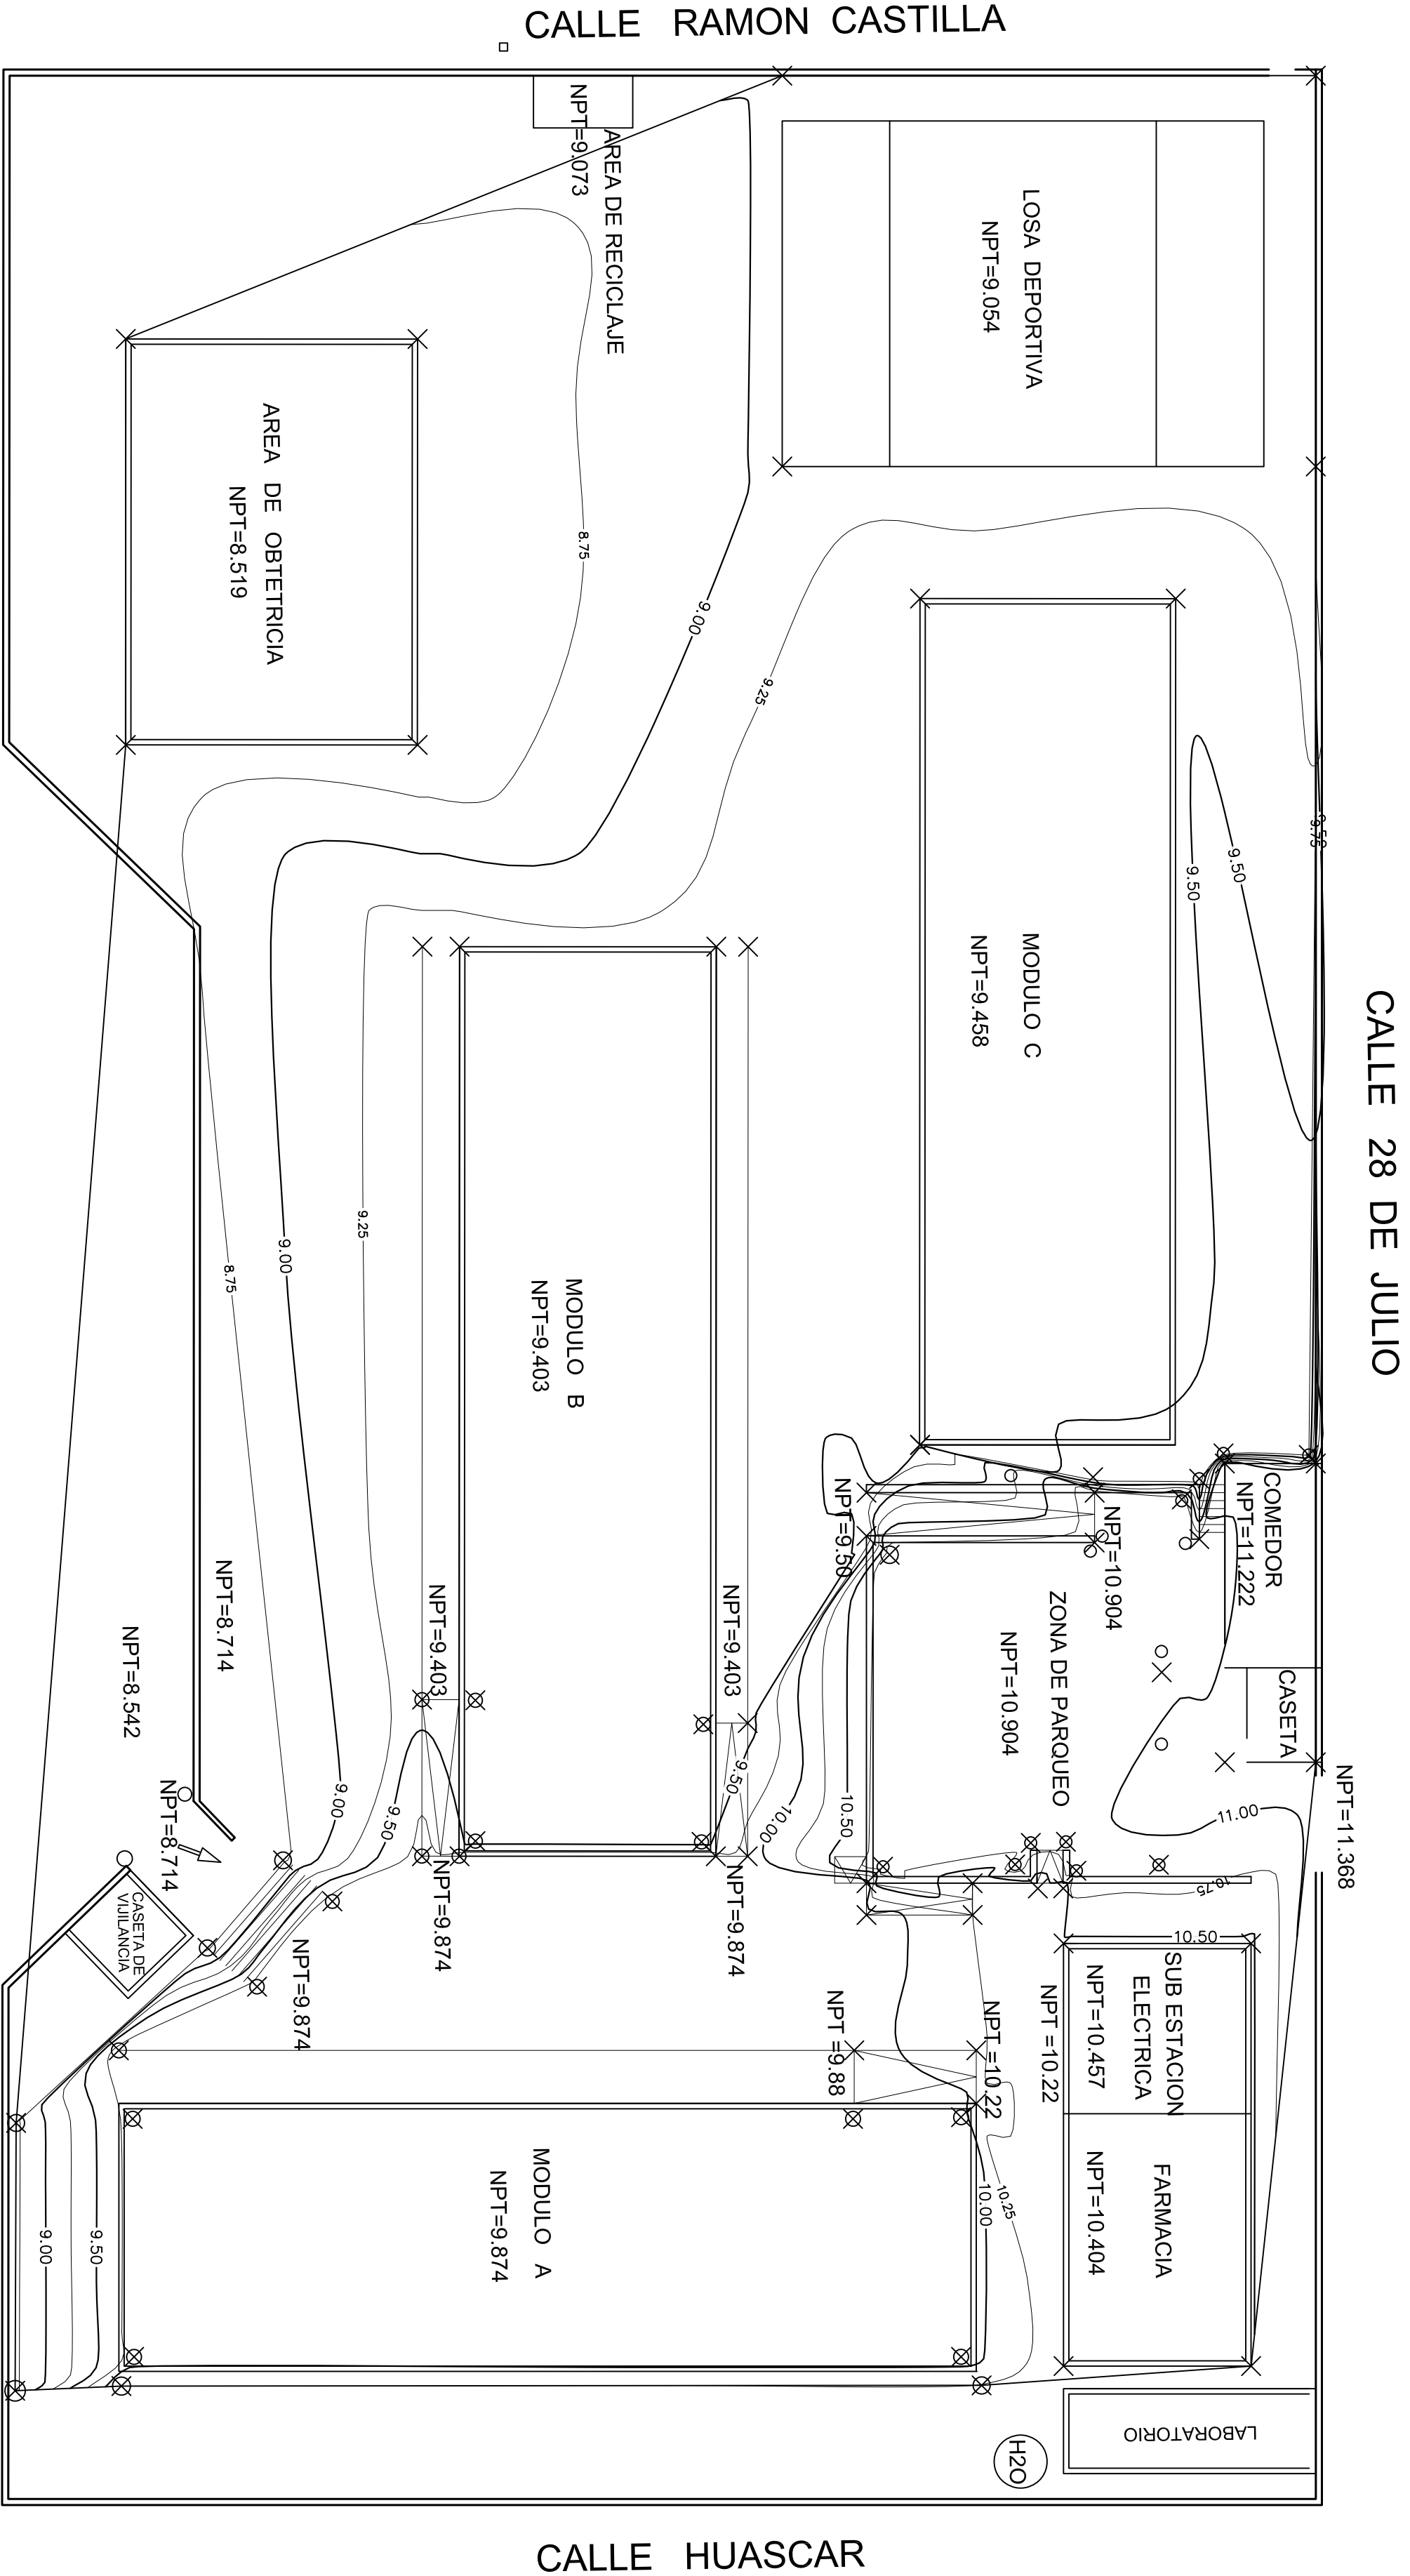 CALLE RAMON CASTILLA
NPT=9.073
AREA DE RECICLAJE
LOSA DEPORTIVA
NPT=9.054
AREA DE OBTETRICIA
NPT=8.519
8.75
9.00
9.25
9.75
9.50
9.50
MODULO C
NPT=9.458
CALLE 28 DE JULIO
9.25
9.00
8.75
MODULO B
NPT=9.403
COMEDOR
NPT=11.222
NPT=9.50
NPT=10.904
ZONA DE PARQUEO
NPT=10.904
CASETA
NPT=11.368
NPT=8.714
NPT=8.542
NPT=9.403
NPT=9.403
9.50
10.00
10.50
11.00
10.75
10.50
9.00
9.50
NPT=8.714
CASETA DE
VIJILANCIA
NPT=9.874
NPT=9.874
NPT=9.874
NPT =9.88
NPT =10.22
NPT =10.22
SUB ESTACION
ELECTRICA
NPT=10.457
FARMACIA
NPT=10.404
MODULO A
NPT=9.874
10.00
10.25
9.00
9.50
LABORATORIO
H2O
CALLE HUASCAR